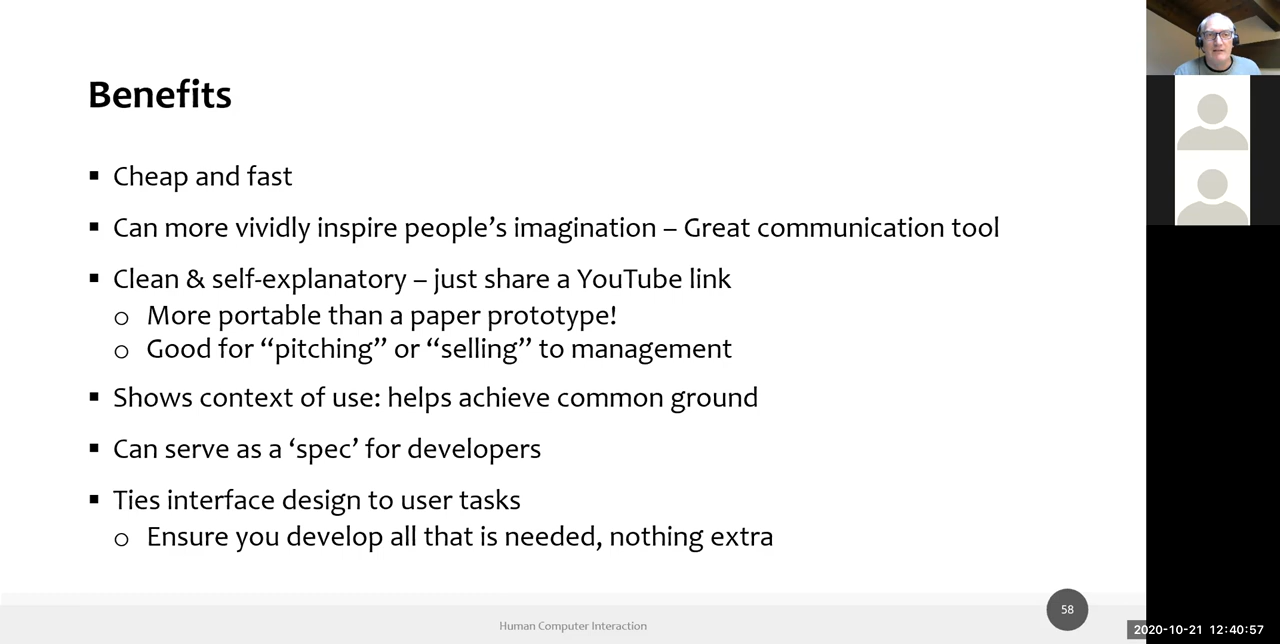 Benefits
▪ Cheap and fast
▪ Can more vividly inspire people’s imagination – Great communication tool
▪ Clean & self-explanatory – just share a YouTube link
o More portable than a paper prototype!
o Good for “pitching” or “selling” to management
▪ Shows context of use: helps achieve common ground
▪ Can serve as a ‘spec’ for developers
▪ Ties interface design to user tasks
o Ensure you develop all that is needed, nothing extra
Human Computer Interaction
58
2020-10-21 12:40:57